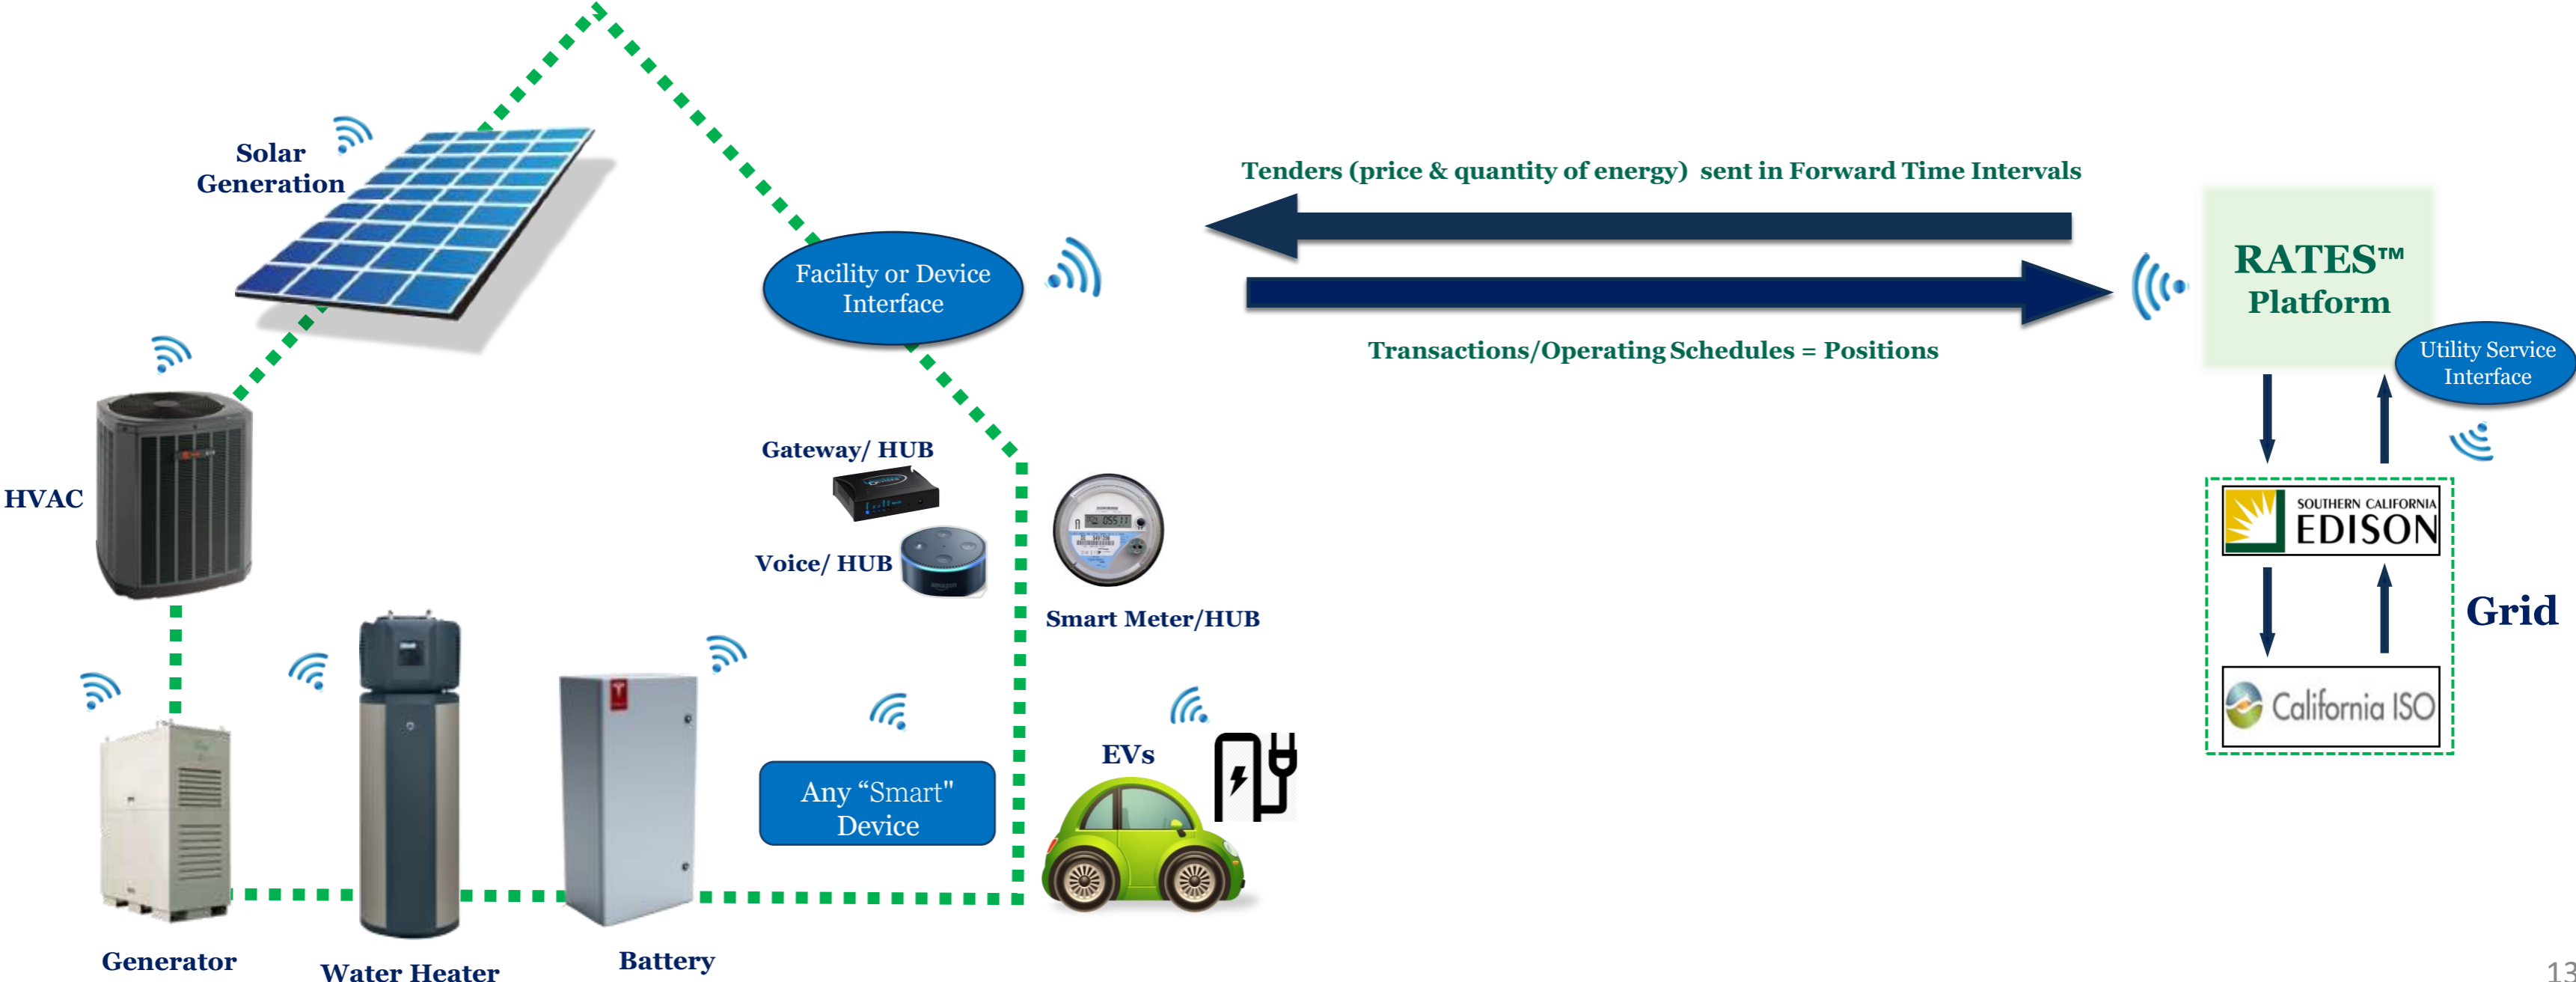 Solar
Generation
Tenders (price & quantity of energy) sent in Forward Time Intervals
RATES™
Platform
Facility or Device
Interface
Transactions/Operating Schedules = Positions
Utility Service
Interface
Gateway/ HUB
HVAC
Voice/ HUB
amazon
05511
Smart Meter/HUB
SOUTHERN CALIFORNIA
EDISON
Grid
California ISO
EVs
Any “Smart"
Device
Generator
Water Heater
Battery
13